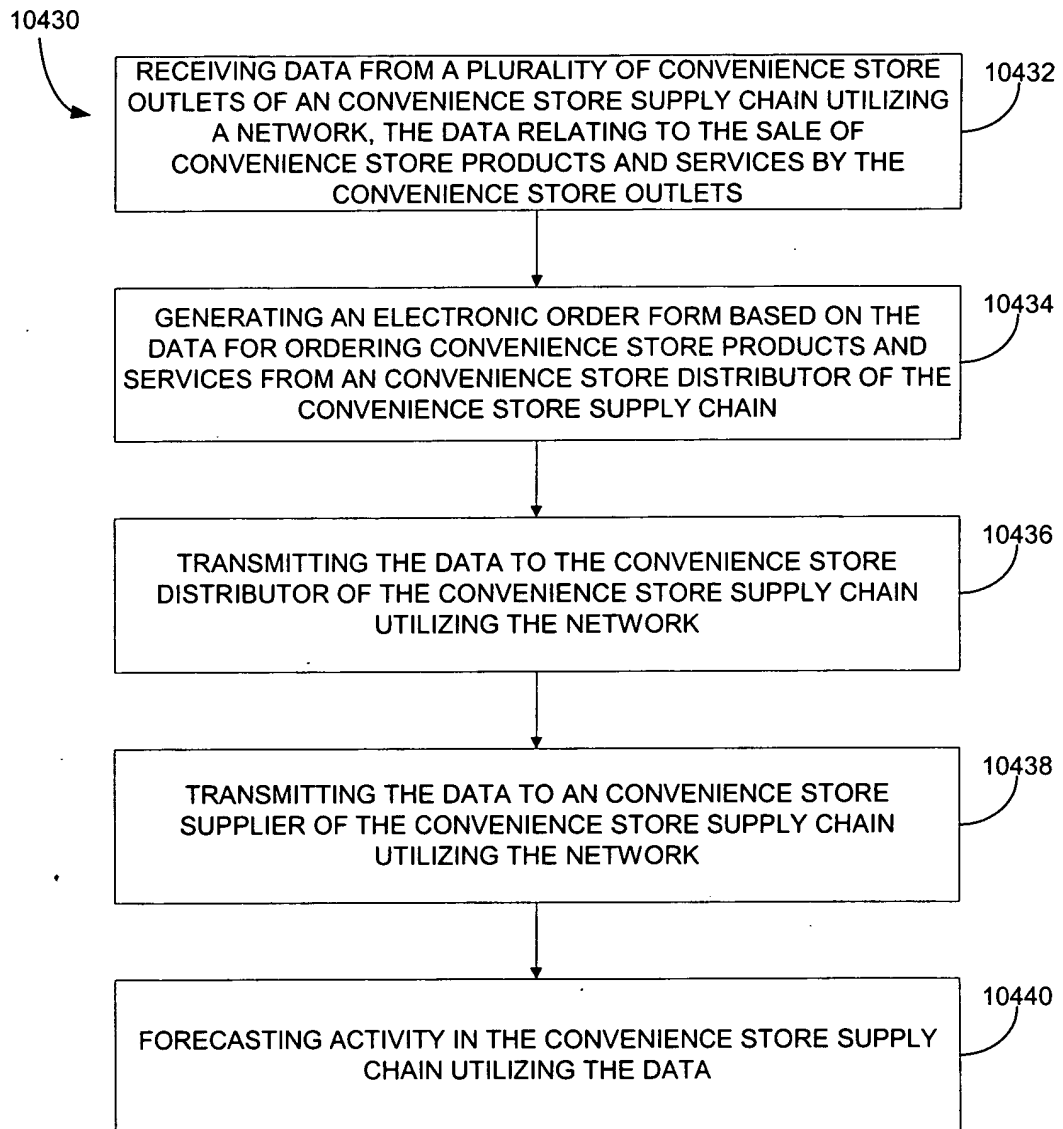 10430
RECEIVING DATA FROM A PLURALITY OF CONVENIENCE STORE
OUTLETS OF AN CONVENIENCE STORE SUPPLY CHAIN UTILIZING
A NETWORK, THE DATA RELATING TO THE SALE OF
CONVENIENCE STORE PRODUCTS AND SERVICES BY THE
CONVENIENCE STORE OUTLETS
10432
GENERATING AN ELECTRONIC ORDER FORM BASED ON THE
DATA FOR ORDERING CONVENIENCE STORE PRODUCTS AND
SERVICES FROM AN CONVENIENCE STORE DISTRIBUTOR OF THE
CONVENIENCE STORE SUPPLY CHAIN
10434
TRANSMITTING THE DATA TO THE CONVENIENCE STORE
DISTRIBUTOR OF THE CONVENIENCE STORE SUPPLY CHAIN
UTILIZING THE NETWORK
10436
TRANSMITTING THE DATA TO AN CONVENIENCE STORE
SUPPLIER OF THE CONVENIENCE STORE SUPPLY CHAIN
UTILIZING THE NETWORK
10438
FORECASTING ACTIVITY IN THE CONVENIENCE STORE SUPPLY
CHAIN UTILIZING THE DATA
10440